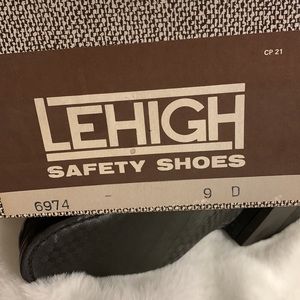 CP 21
LEHIGH
SAFETY SHOES
6974 - 9 D